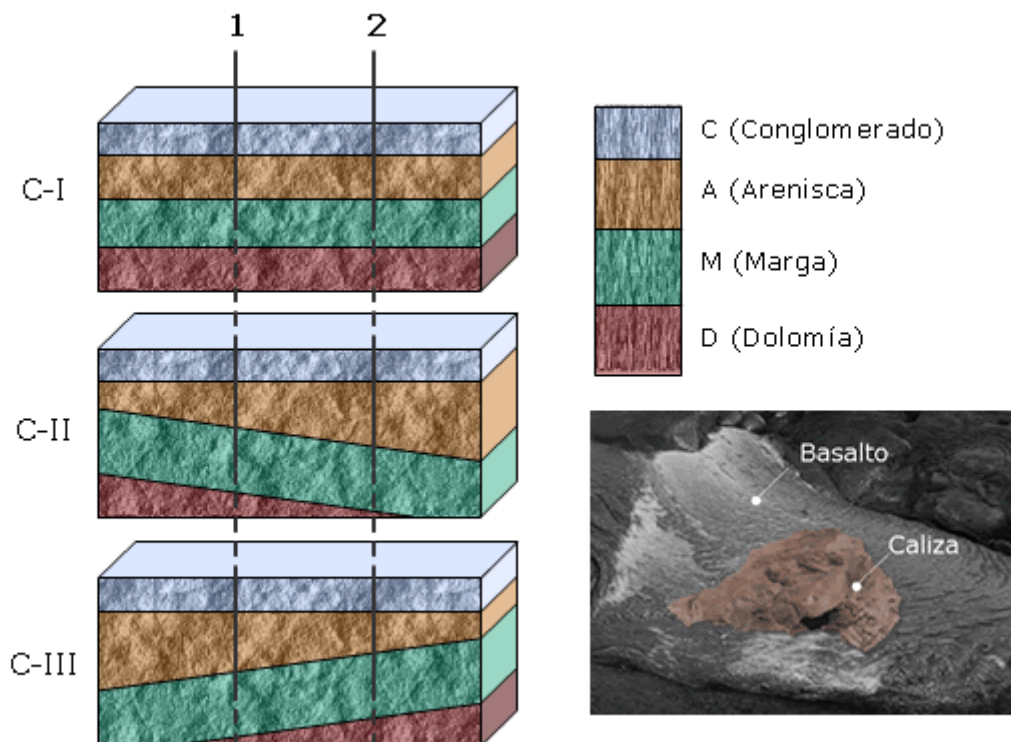 1 2
C-I
C-II
C-III
C (Conglomerado)
A (Arenisca)
M (Marga)
D (Dolomía)
Basalto
Caliza